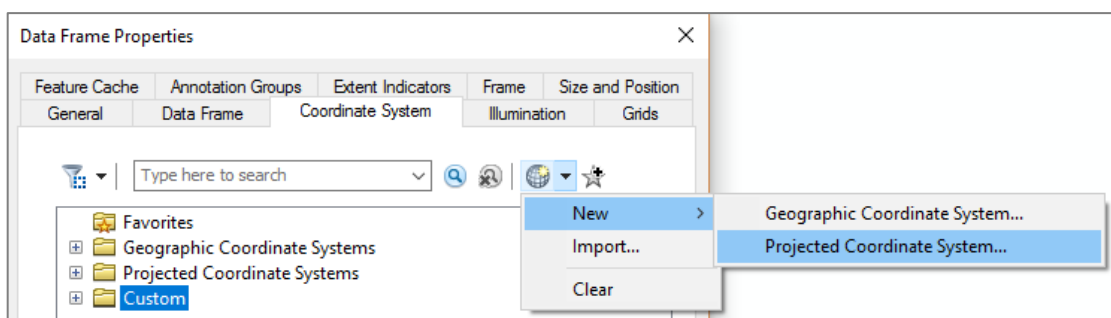 Data Frame Properties
Feature Cache Annotation Groups Extent Indicators Frame Size and Position
General Data Frame Coordinate System Illumination Grids
Type here to search
New Geographic Coordinate System...
Favorites
Geographic Coordinate Systems
Import... Projected Coordinate System...
Projected Coordinate Systems
Clear
Custom